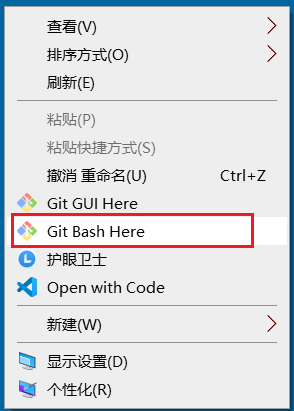 查看(V)
排序方式(O)
刷新(E)
粘贴(P)
粘贴快捷方式(S)
撤消 重命名(U) Ctrl+Z
Git GUI Here
Git Bash Here
护眼卫士
Open with Code
新建(W)
显示设置(D)
个性化(R)